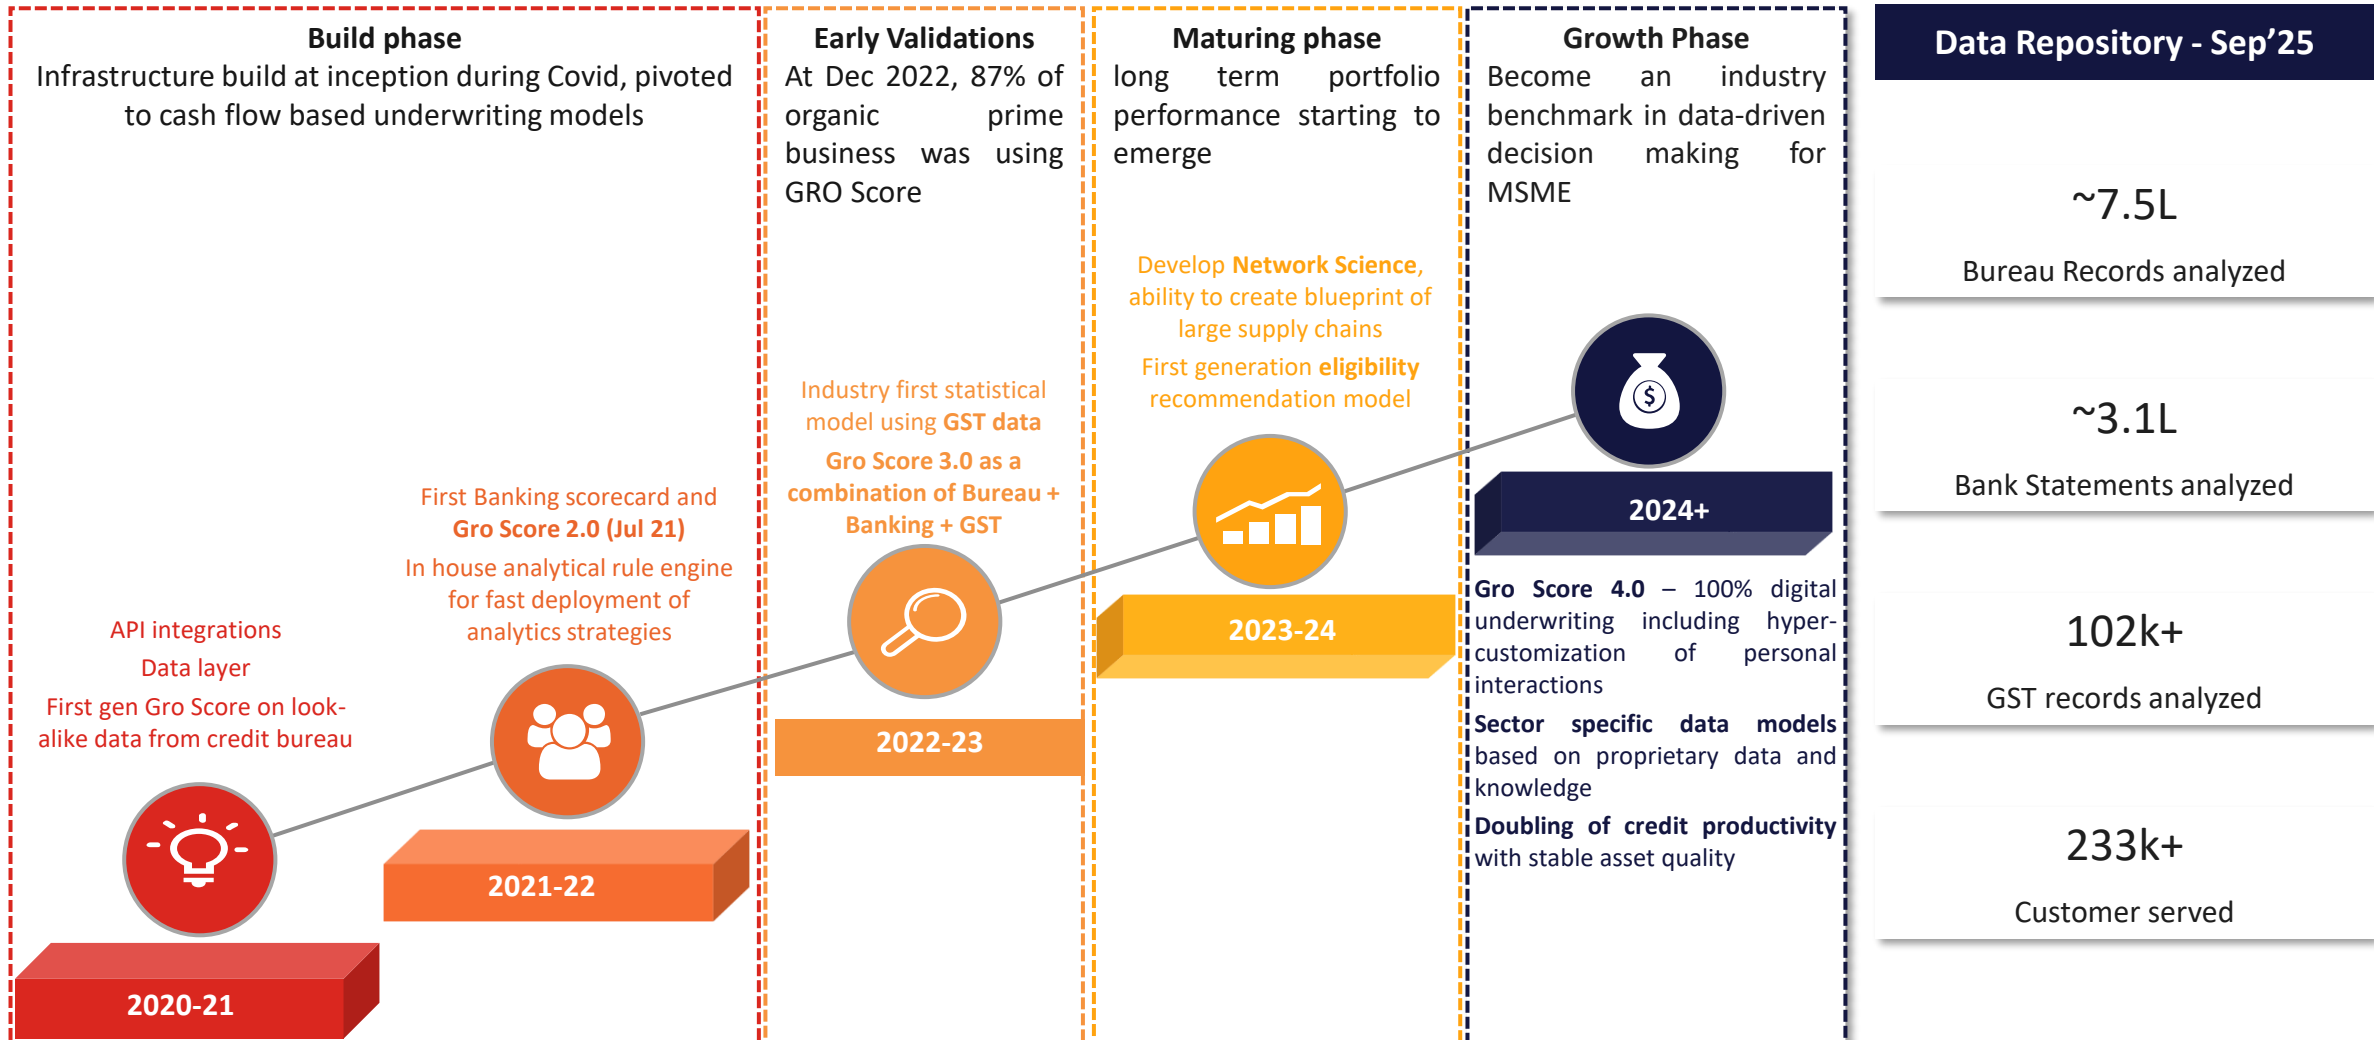 Build phase
Infrastructure build at inception during Covid, pivoted
to cash flow based underwriting models
API integrations
Data layer
First gen Gro Score on look-
alike data from credit bureau
2020-21
First Banking scorecard and
Gro Score 2.0 (Jul 21)
In house analytical rule engine
for fast deployment of
analytics strategies
2021-22
Early Validations
At Dec 2022, 87% of
organic prime
business was using
GRO Score
Industry first statistical
model using GST data
Gro Score 3.0 as a
combination of Bureau +
Banking + GST
2022-23
Maturing phase
long term portfolio
performance starting to
emerge
Develop Network Science,
ability to create blueprint of
large supply chains
First generation eligibility
recommendation model
2023-24
Growth Phase
Become an industry
benchmark in data-driven
decision making for
MSME
$
2024+
Gro Score 4.0 – 100% digital
underwriting including hyper-
customization of personal
interactions
Sector specific data models
based on proprietary data and
knowledge
Doubling of credit productivity
with stable asset quality
Data Repository - Sep’25
~7.5L
Bureau Records analyzed
~3.1L
Bank Statements analyzed
102k+
GST records analyzed
233k+
Customer served